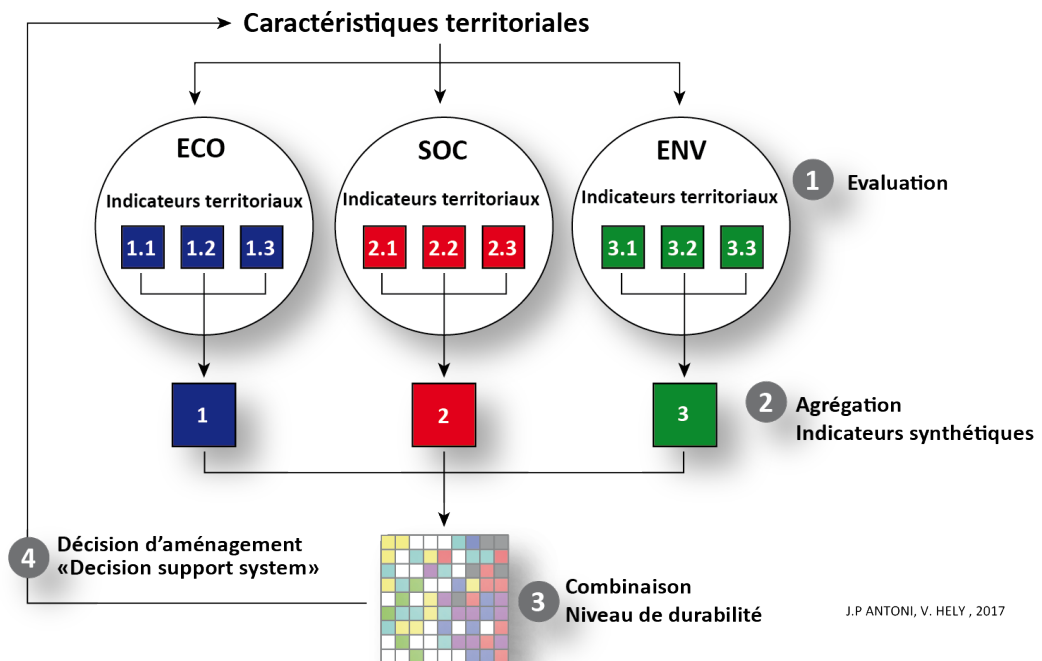 Caractéristiques territoriales
ECO
Indicateurs territoriaux
1.1 1.2 1.3
SOC
Indicateurs territoriaux
2.1 2.2 2.3
ENV
Indicateurs territoriaux
3.1 3.2 3.3
1 Evaluation
1
2
3
2 Agrégation
Indicateurs synthétiques
4 Décision d’aménagement
«Decision support system»
3 Combinaison
Niveau de durabilité
J.P ANTONI, V. HELY , 2017